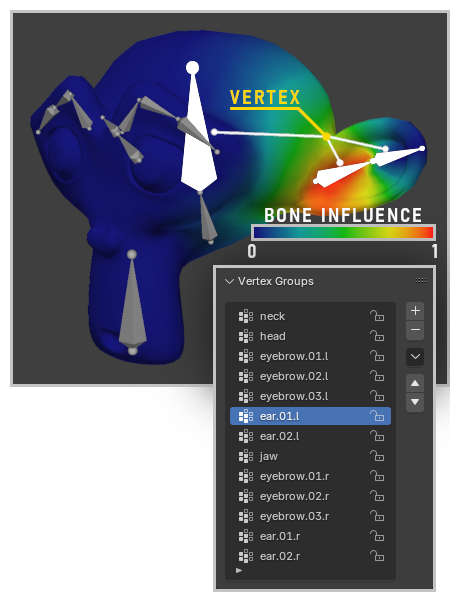 VERTEX
BONE INFLUENCE
0 1
Vertex Groups
neck
head
eyebrow.01.l
eyebrow.02.l
eyebrow.03.l
ear.01.l
ear.02.l
jaw
eyebrow.01.r
eyebrow.02.r
eyebrow.03.r
ear.01.r
ear.02.r